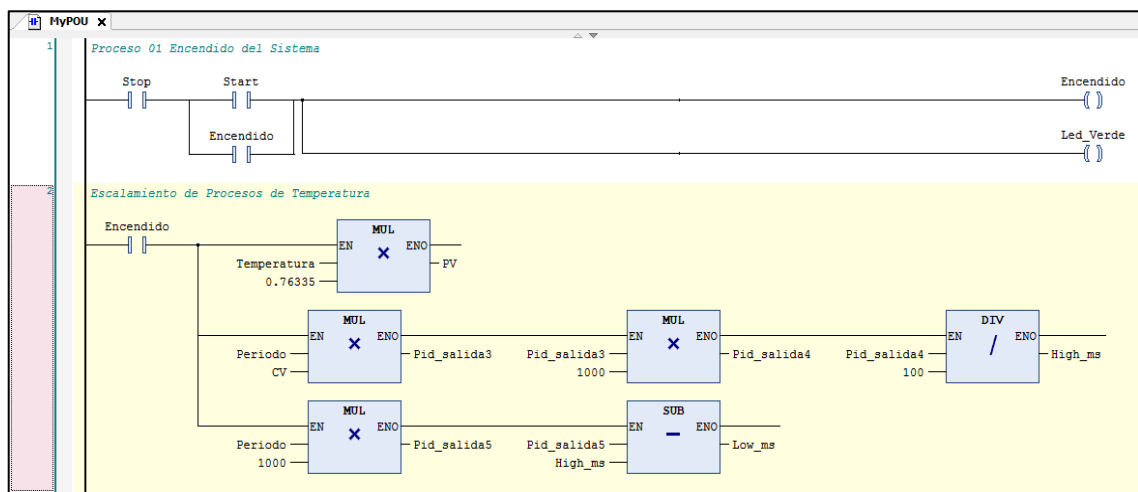 MyPOU X
1 Proceso 01 Encendido del Sistema
Stop Start Encendido
Encendido Led_Verde
2 Escalamiento de Procesos de Temperatura
Encendido MUL
EN ENO
Temperatura × PV
0.76335
MUL MUL DIV
EN ENO EN ENO EN ENO
Periodo × Pid_salida3 Pid_salida3 × Pid_salida4 Pid_salida4 / High_ms
CV 1000 100
MUL SUB
EN ENO EN ENO
Periodo × Pid_salida5 Pid_salida5 − Low_ms
1000 High_ms